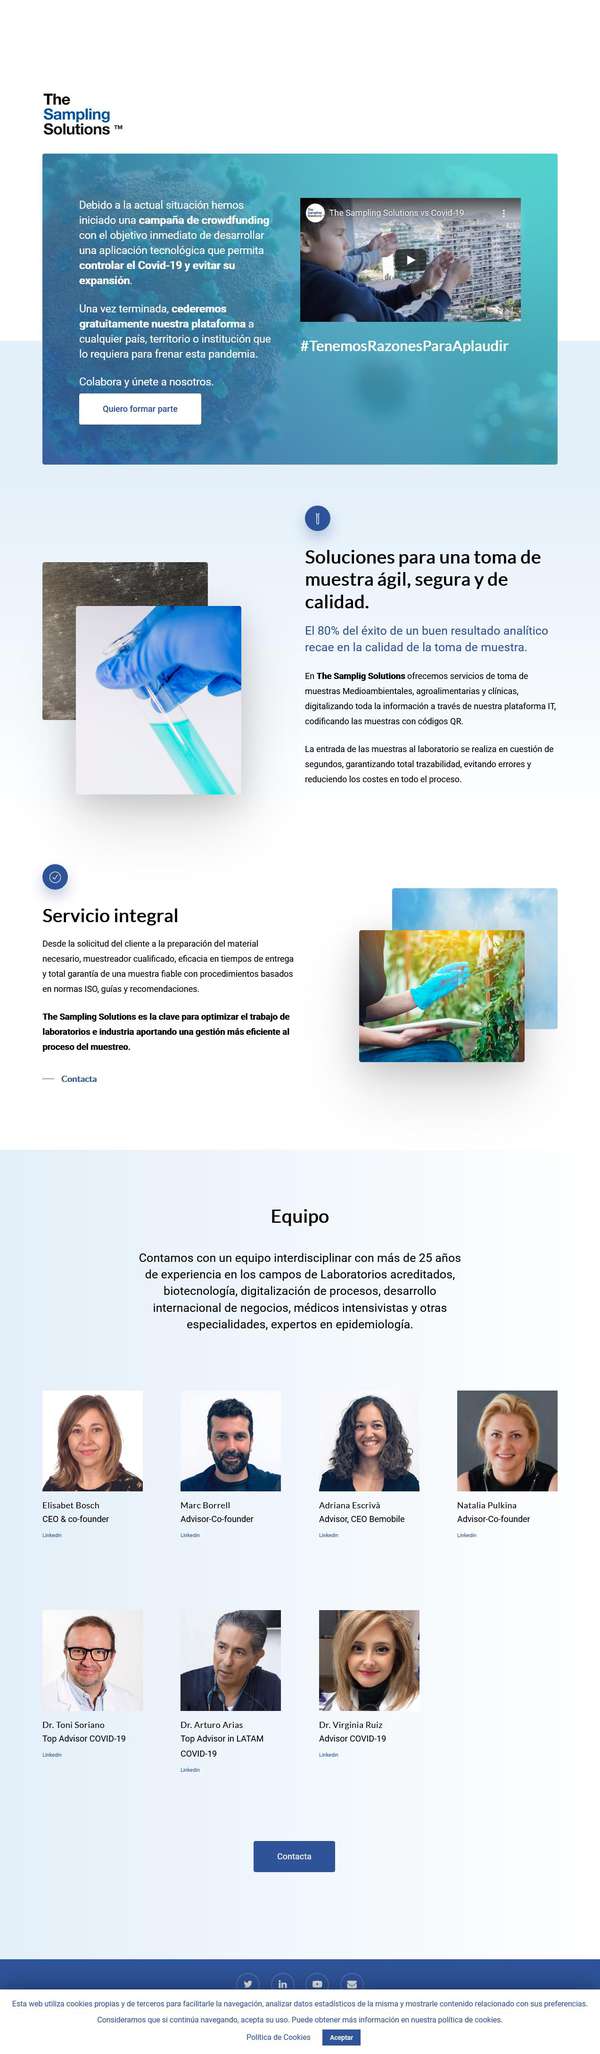 The
Sampling
Solutions ™
Debido a la actual situación hemos
iniciado una campaña de crowdfunding
con el objetivo inmediato de desarrollar
una aplicación tecnológica que permita
controlar el Covid-19 y evitar su
expansión.
Una vez terminada, cederemos
gratuitamente nuestra plataforma a
cualquier país, territorio o institución que
lo requiera para frenar esta pandemia.
Colabora y únete a nosotros.
Quiero formar parte
The Sampling Solutions vs Covid-19
#TenemosRazonesParaAplaudir
Soluciones para una toma de
muestra ágil, segura y de
calidad.
El 80% del éxito de un buen resultado analítico
recae en la calidad de la toma de muestra.
En The Samplig Solutions ofrecemos servicios de toma de
muestras Medioambientales, agroalimentarias y clínicas,
digitalizando toda la información a través de nuestra plataforma IT,
codificando las muestras con códigos QR.
La entrada de las muestras al laboratorio se realiza en cuestión de
segundos, garantizando total trazabilidad, evitando errores y
reduciendo los costes en todo el proceso.
Servicio integral
Desde la solicitud del cliente a la preparación del material
necesario, muestreador cualificado, eficacia en tiempos de entrega
y total garantía de una muestra fiable con procedimientos basados
en normas ISO, guías y recomendaciones.
The Sampling Solutions es la clave para optimizar el trabajo de
laboratorios e industria aportando una gestión más eficiente al
proceso del muestreo.
Contacta
Equipo
Contamos con un equipo interdisciplinar con más de 25 años
de experiencia en los campos de Laboratorios acreditados,
biotecnología, digitalización de procesos, desarrollo
internacional de negocios, médicos intensivistas y otras
especialidades, expertos en epidemiología.
Elisabet Bosch
CEO & co-founder
Linkedin
Marc Borrell
Advisor-Co-founder
Linkedin
Adriana Escrivà
Advisor, CEO Bemobile
Linkedin
Natalia Pulkina
Advisor-Co-founder
Linkedin
Dr. Toni Soriano
Top Advisor COVID-19
Linkedin
Dr. Arturo Arias
Top Advisor in LATAM
COVID-19
Linkedin
Dr. Virginia Ruiz
Advisor COVID-19
Linkedin
Contacta
Esta web utiliza cookies propias y de terceros para facilitarle la navegación, analizar datos estadísticos de la misma y mostrarle contenido relacionado con sus preferencias.
Consideramos que si continúa navegando, acepta su uso. Puede obtener más información en nuestra política de cookies.
Política de Cookies
Aceptar